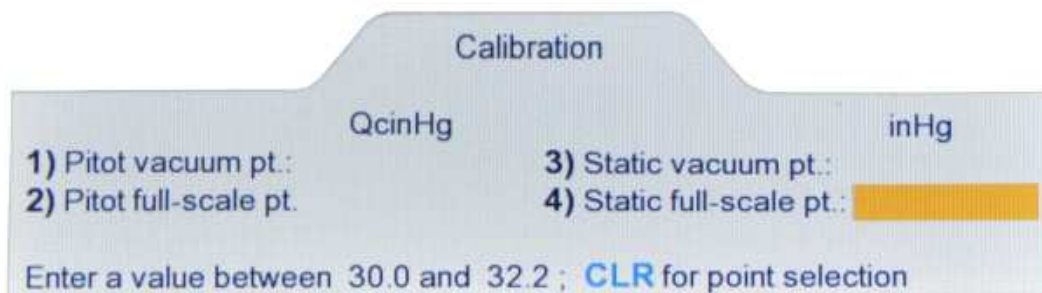 Calibration
QcinHg inHg
1) Pitot vacuum pt.: 3) Static vacuum pt.:
2) Pitot full-scale pt. 4) Static full-scale pt.:
Enter a value between 30.0 and 32.2 ; CLR for point selection